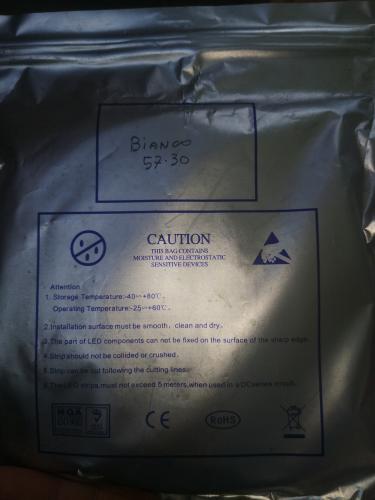 BIANCO
57.30
CAUTION
THIS BAG CONTAINS
MOISTURE AND ELECTROSTATIC
SENSITIVE DEVICES
Attention
1. Storage Temperature:-40~+80℃.
Operating Temperature:-25~+60℃.
2.Installation surface must be smooth, clean and dry.
3.The part of LED components can not be fixed on the surface of the sharp edge.
4.Strip should not be collided or crushed.
5.Strip can be cut following the cutting lines.
6.The LED strips,must not exceed 5 meters,when used in a DC series circuit.
CE
RoHS